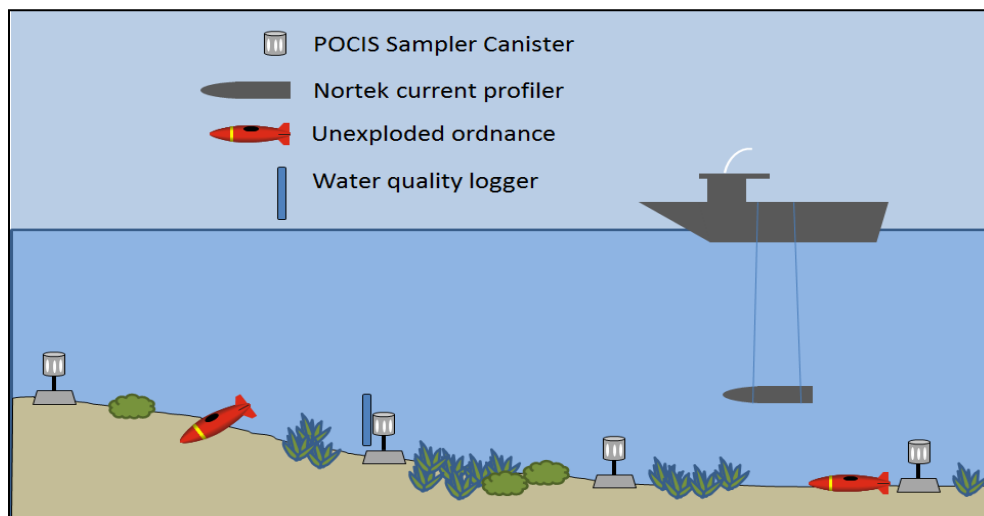 POCIS Sampler Canister
Nortek current profiler
Unexploded ordnance
Water quality logger